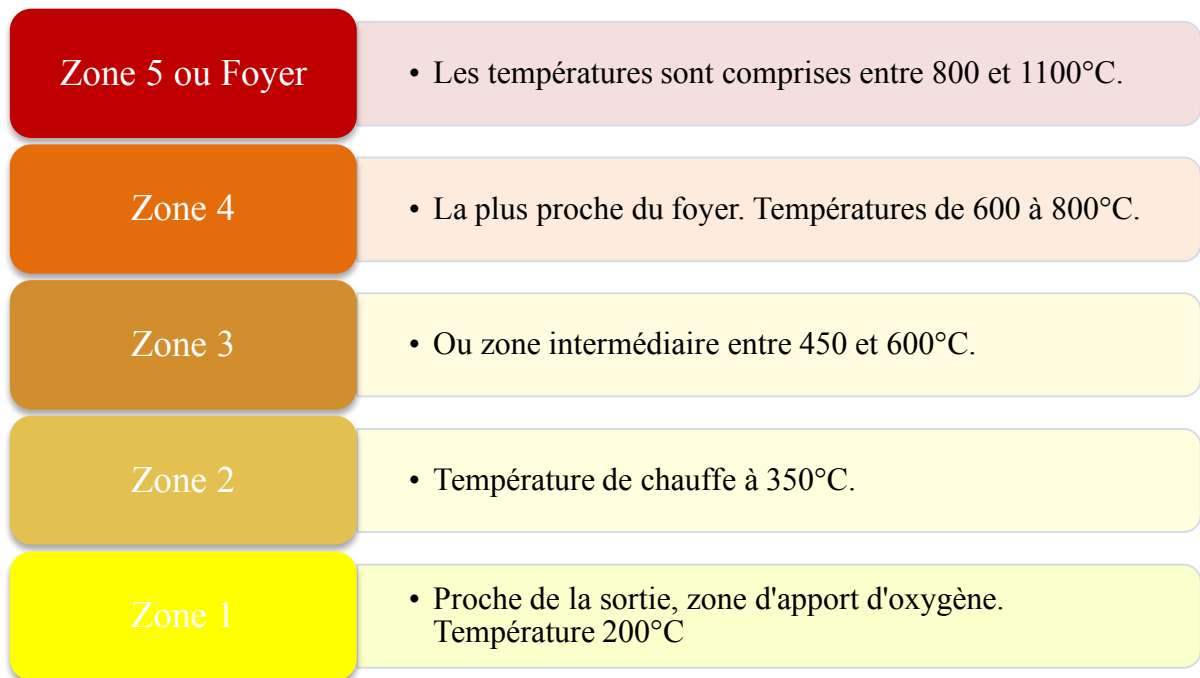 Zone 5 ou Foyer
• Les températures sont comprises entre 800 et 1100°C.
Zone 4
• La plus proche du foyer. Températures de 600 à 800°C.
Zone 3
• Ou zone intermédiaire entre 450 et 600°C.
Zone 2
• Température de chauffe à 350°C.
Zone 1
• Proche de la sortie, zone d'apport d'oxygène.
Température 200°C